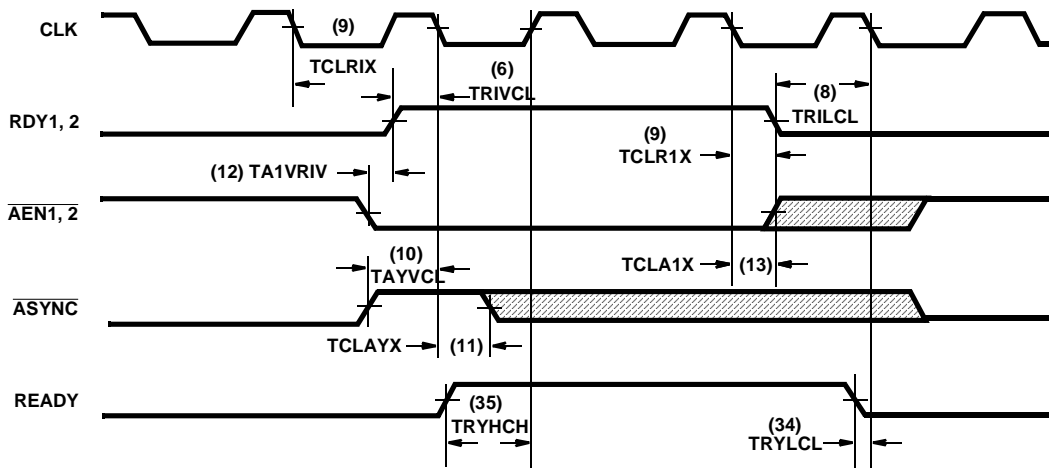 CLK
(9)
TCLRIX
(6)
TRIVCL
(8)
TRILCL
RDY1, 2
(9)
TCLR1X
(12) TA1VRIV
AEN1, 2
(10)
TAYVCL
TCLA1X (13)
ASYNC
TCLAYX (11)
READY
(35)
TRYHCH
(34)
TRYLCL